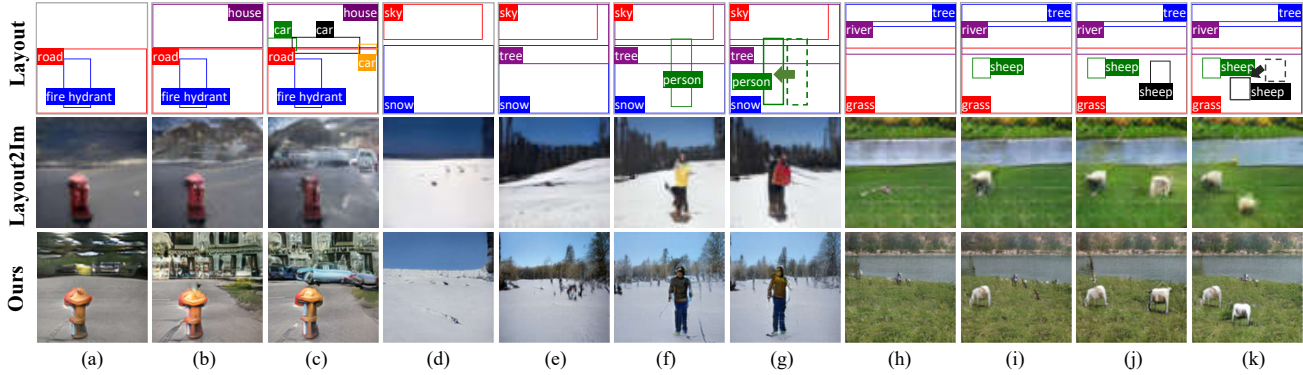 Layout
road
fire hydrant
house
road
fire hydrant
house
car
car
road
car
fire hydrant
sky
snow
sky
tree
snow
sky
tree
person
snow
sky
tree
person
snow
tree
river
grass
tree
river
sheep
grass
tree
river
sheep
sheep
grass
tree
river
sheep
sheep
grass
Layout2Im
Ours
(a) (b) (c) (d) (e) (f) (g) (h) (i) (j) (k)